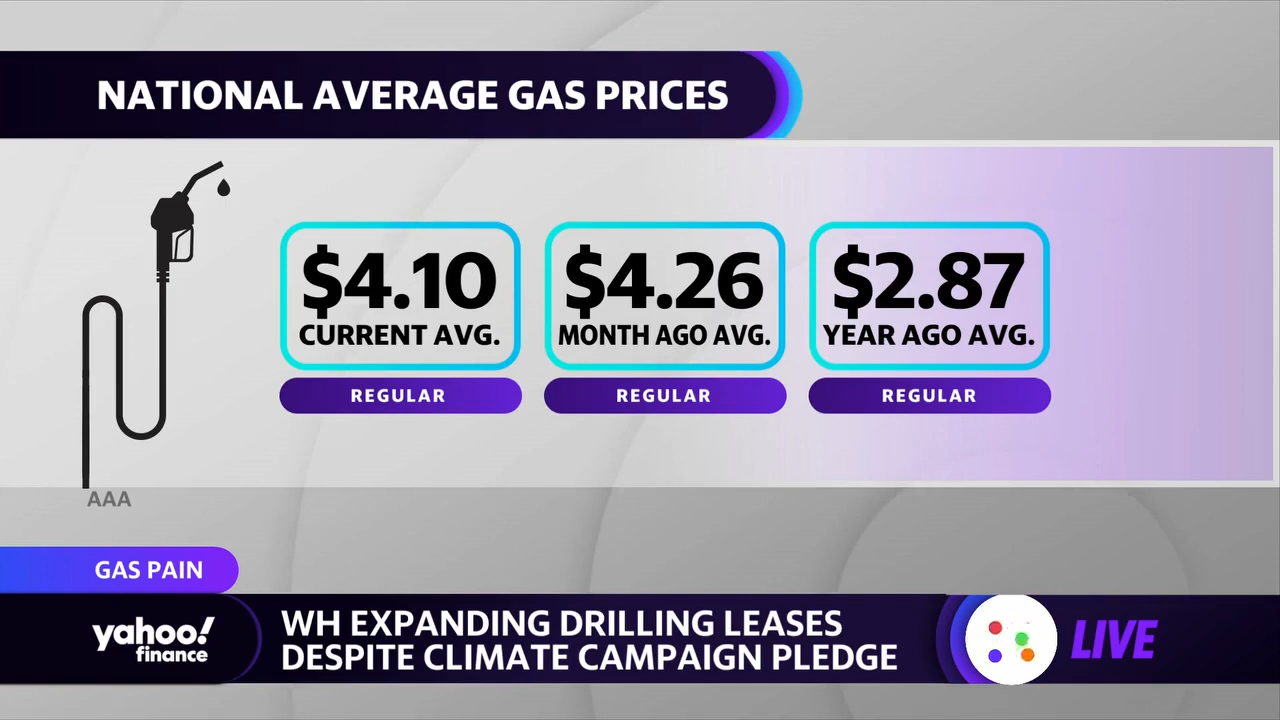 NATIONAL AVERAGE GAS PRICES
$4.10
CURRENT AVG.
REGULAR
$4.26
MONTH AGO AVG.
REGULAR
$2.87
YEAR AGO AVG.
REGULAR
AAA
GAS PAIN
yahoo!
finance
WH EXPANDING DRILLING LEASES
DESPITE CLIMATE CAMPAIGN PLEDGE
LIVE